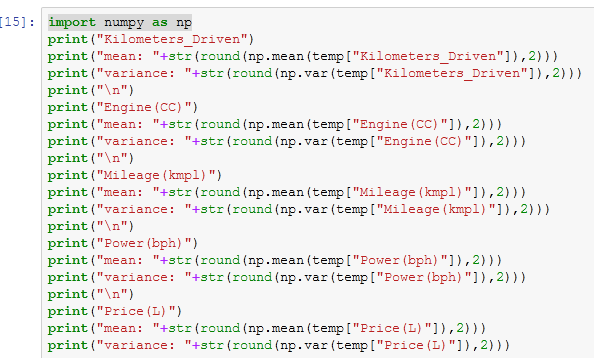 [15]: import numpy as np
print("Kilometers_Driven")
print("mean: "+str(round(np.mean(temp["Kilometers_Driven"]),2)))
print("variance: "+str(round(np.var(temp["Kilometers_Driven"]),2)))
print("\n")
print("Engine(CC)")
print("mean: "+str(round(np.mean(temp["Engine(CC)"]),2)))
print("variance: "+str(round(np.var(temp["Engine(CC)"]),2)))
print("\n")
print("Mileage(kmpl)")
print("mean: "+str(round(np.mean(temp["Mileage(kmpl)"]),2)))
print("variance: "+str(round(np.var(temp["Mileage(kmpl)"]),2)))
print("\n")
print("Power(bph)")
print("mean: "+str(round(np.mean(temp["Power(bph)"]),2)))
print("variance: "+str(round(np.var(temp["Power(bph)"]),2)))
print("\n")
print("Price(L)")
print("mean: "+str(round(np.mean(temp["Price(L)"]),2)))
print("variance: "+str(round(np.var(temp["Price(L)"]),2)))